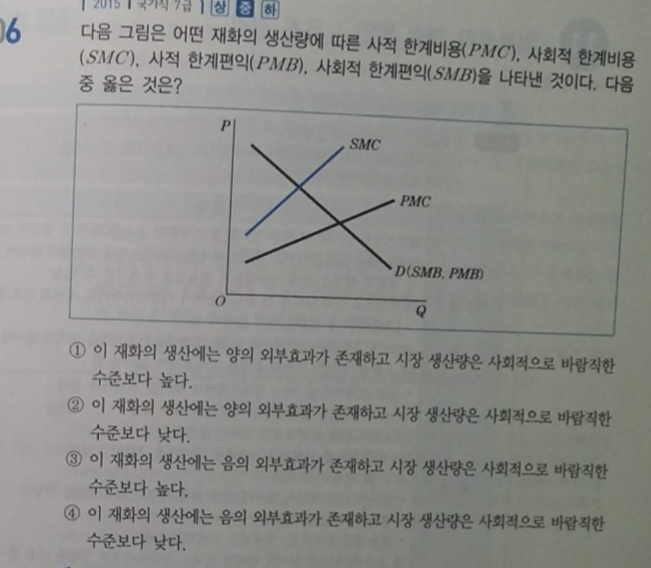 2015 국가직 7급 상 중 하
06
다음 그림은 어떤 재화의 생산량에 따른 사적 한계비용(PMC), 사회적 한계비용
(SMC), 사적 한계편익(PMB), 사회적 한계편익(SMB)을 나타낸 것이다. 다음
중 옳은 것은?
P
SMC
PMC
D(SMB, PMB)
O
Q
① 이 재화의 생산에는 양의 외부효과가 존재하고 시장 생산량은 사회적으로 바람직한
수준보다 높다.
② 이 재화의 생산에는 양의 외부효과가 존재하고 시장 생산량은 사회적으로 바람직한
수준보다 낮다.
③ 이 재화의 생산에는 음의 외부효과가 존재하고 시장 생산량은 사회적으로 바람직한
수준보다 높다.
④ 이 재화의 생산에는 음의 외부효과가 존재하고 시장 생산량은 사회적으로 바람직한
수준보다 낮다.